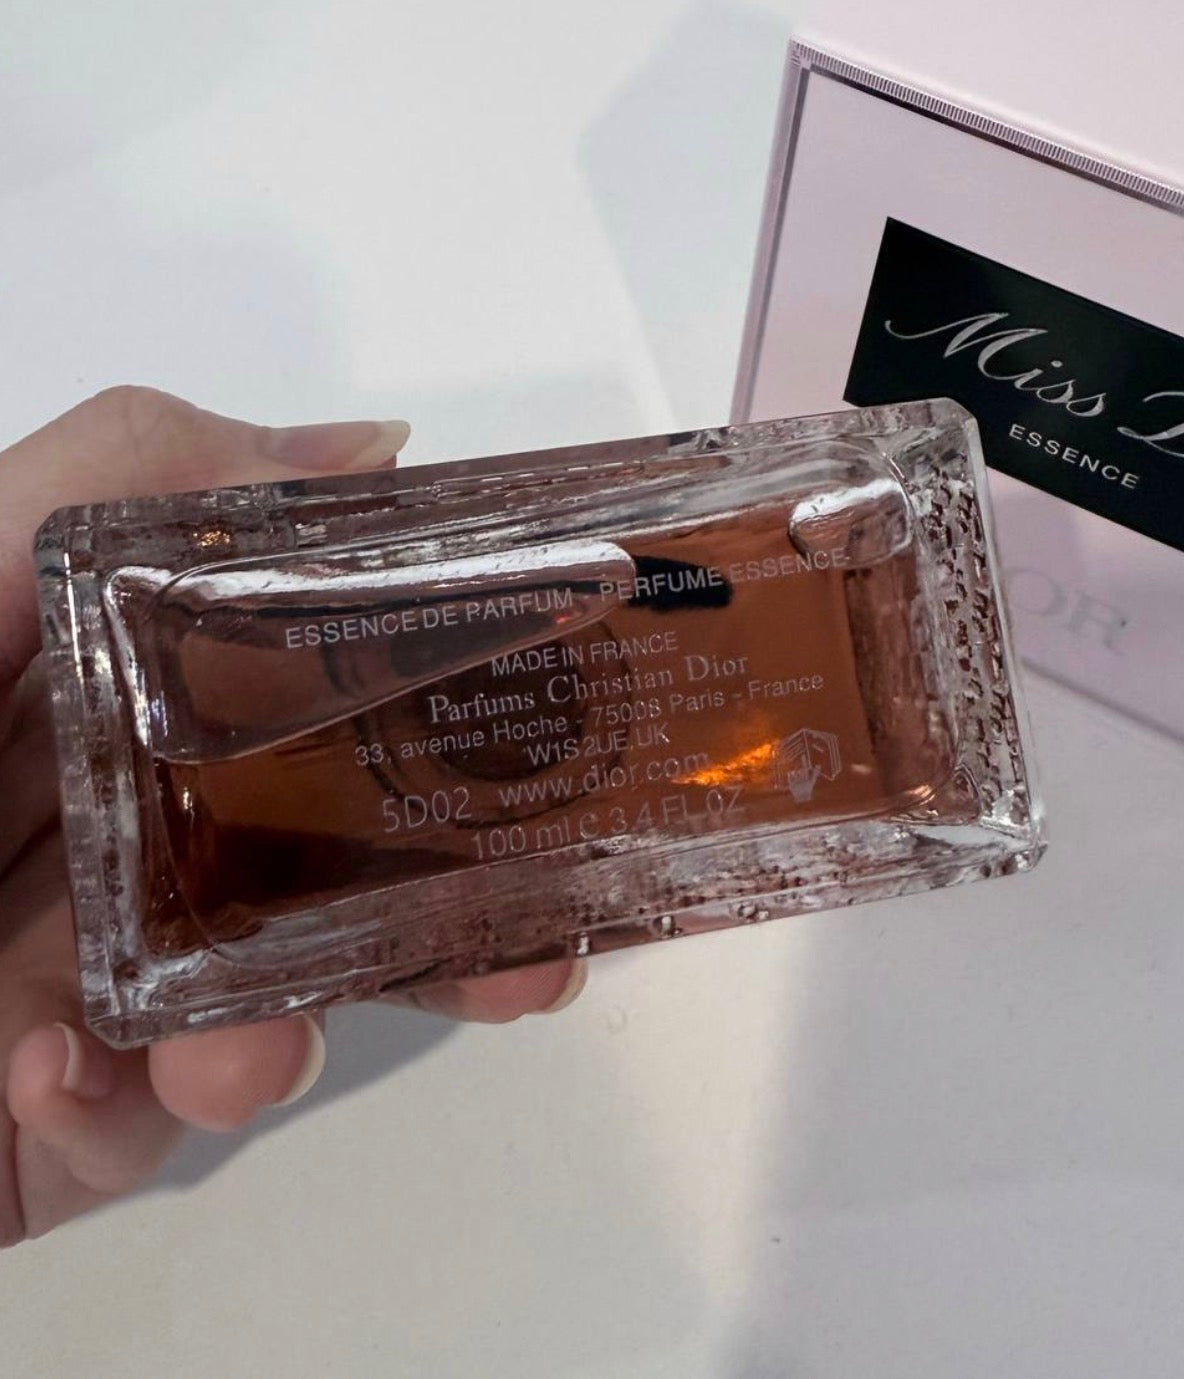 Miss
ESSENCE
ESSENCE DE PARFUM - PERFUME ESSENCE
MADE IN FRANCE
Parfums Christian Dior
33, avenue Hoche - 75008 Paris - France
W1S 2UE, UK
5D02 www.dior.com
100 ml ℮ 3.4 FL.OZ